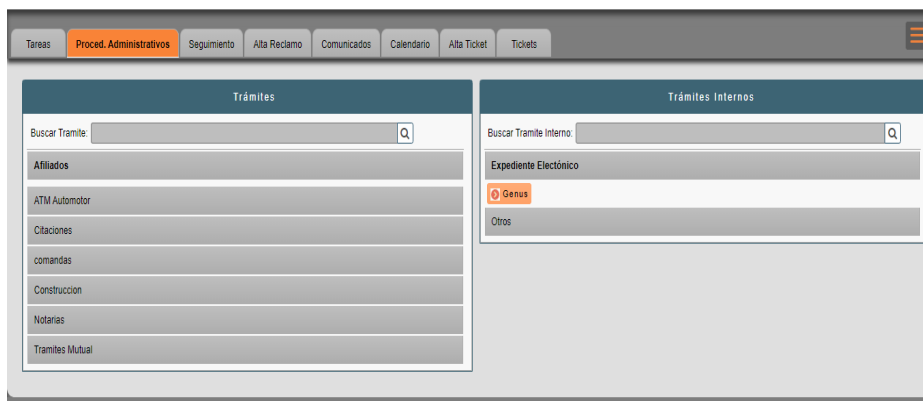 Tareas Proced. Administrativos Seguimiento Alta Reclamo Comunicados Calendario Alta Ticket Tickets
Trámites
Buscar Tramite:
Afiliados
ATM Automotor
Citaciones
comandas
Construccion
Notarias
Tramites Mutual
Trámites Internos
Buscar Tramite Interno:
Expediente Electónico
Genus
Otros